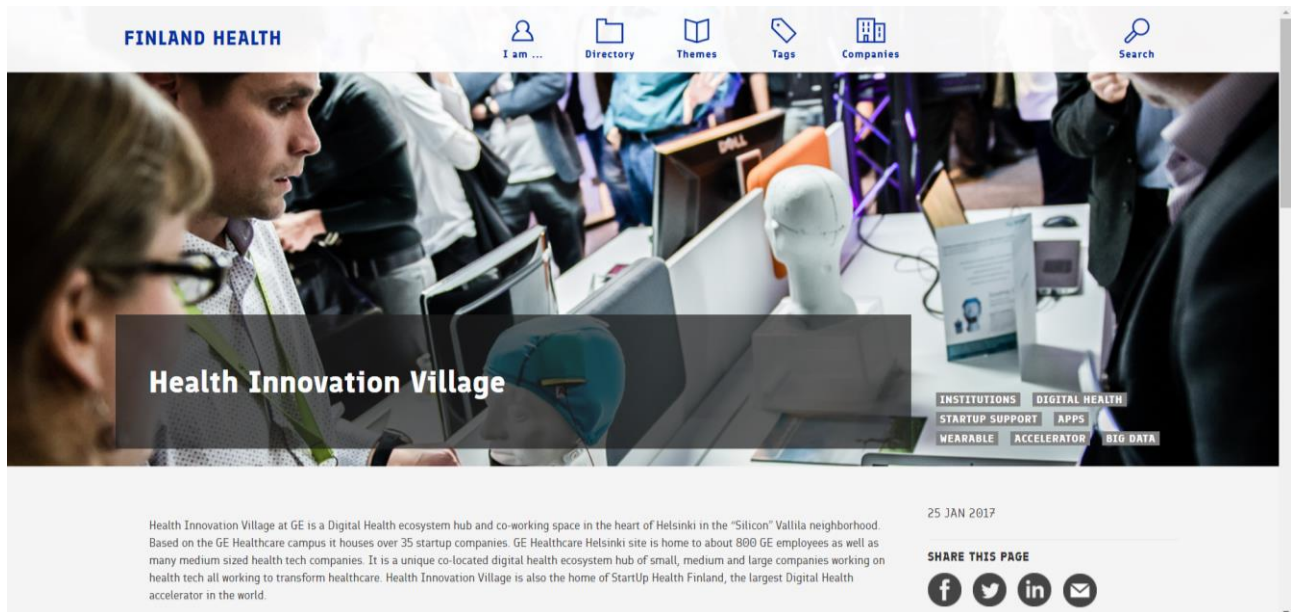 FINLAND HEALTH
I am ...
Directory
Themes
Tags
Companies
Search
DELL
Health Innovation Village
INSTITUTIONS DIGITAL HEALTH
STARTUP SUPPORT APPS
WEARABLE ACCELERATOR BIG DATA
Health Innovation Village at GE is a Digital Health ecosystem hub and co-working space in the heart of Helsinki in the “Silicon” Vallila neighborhood.
Based on the GE Healthcare campus it houses over 35 startup companies. GE Healthcare Helsinki site is home to about 800 GE employees as well as
many medium sized health tech companies. It is a unique co-located digital health ecosystem hub of small, medium and large companies working on
health tech all working to transform healthcare. Health Innovation Village is also the home of StartUp Health Finland, the largest Digital Health
accelerator in the world.
25 JAN 2017
SHARE THIS PAGE